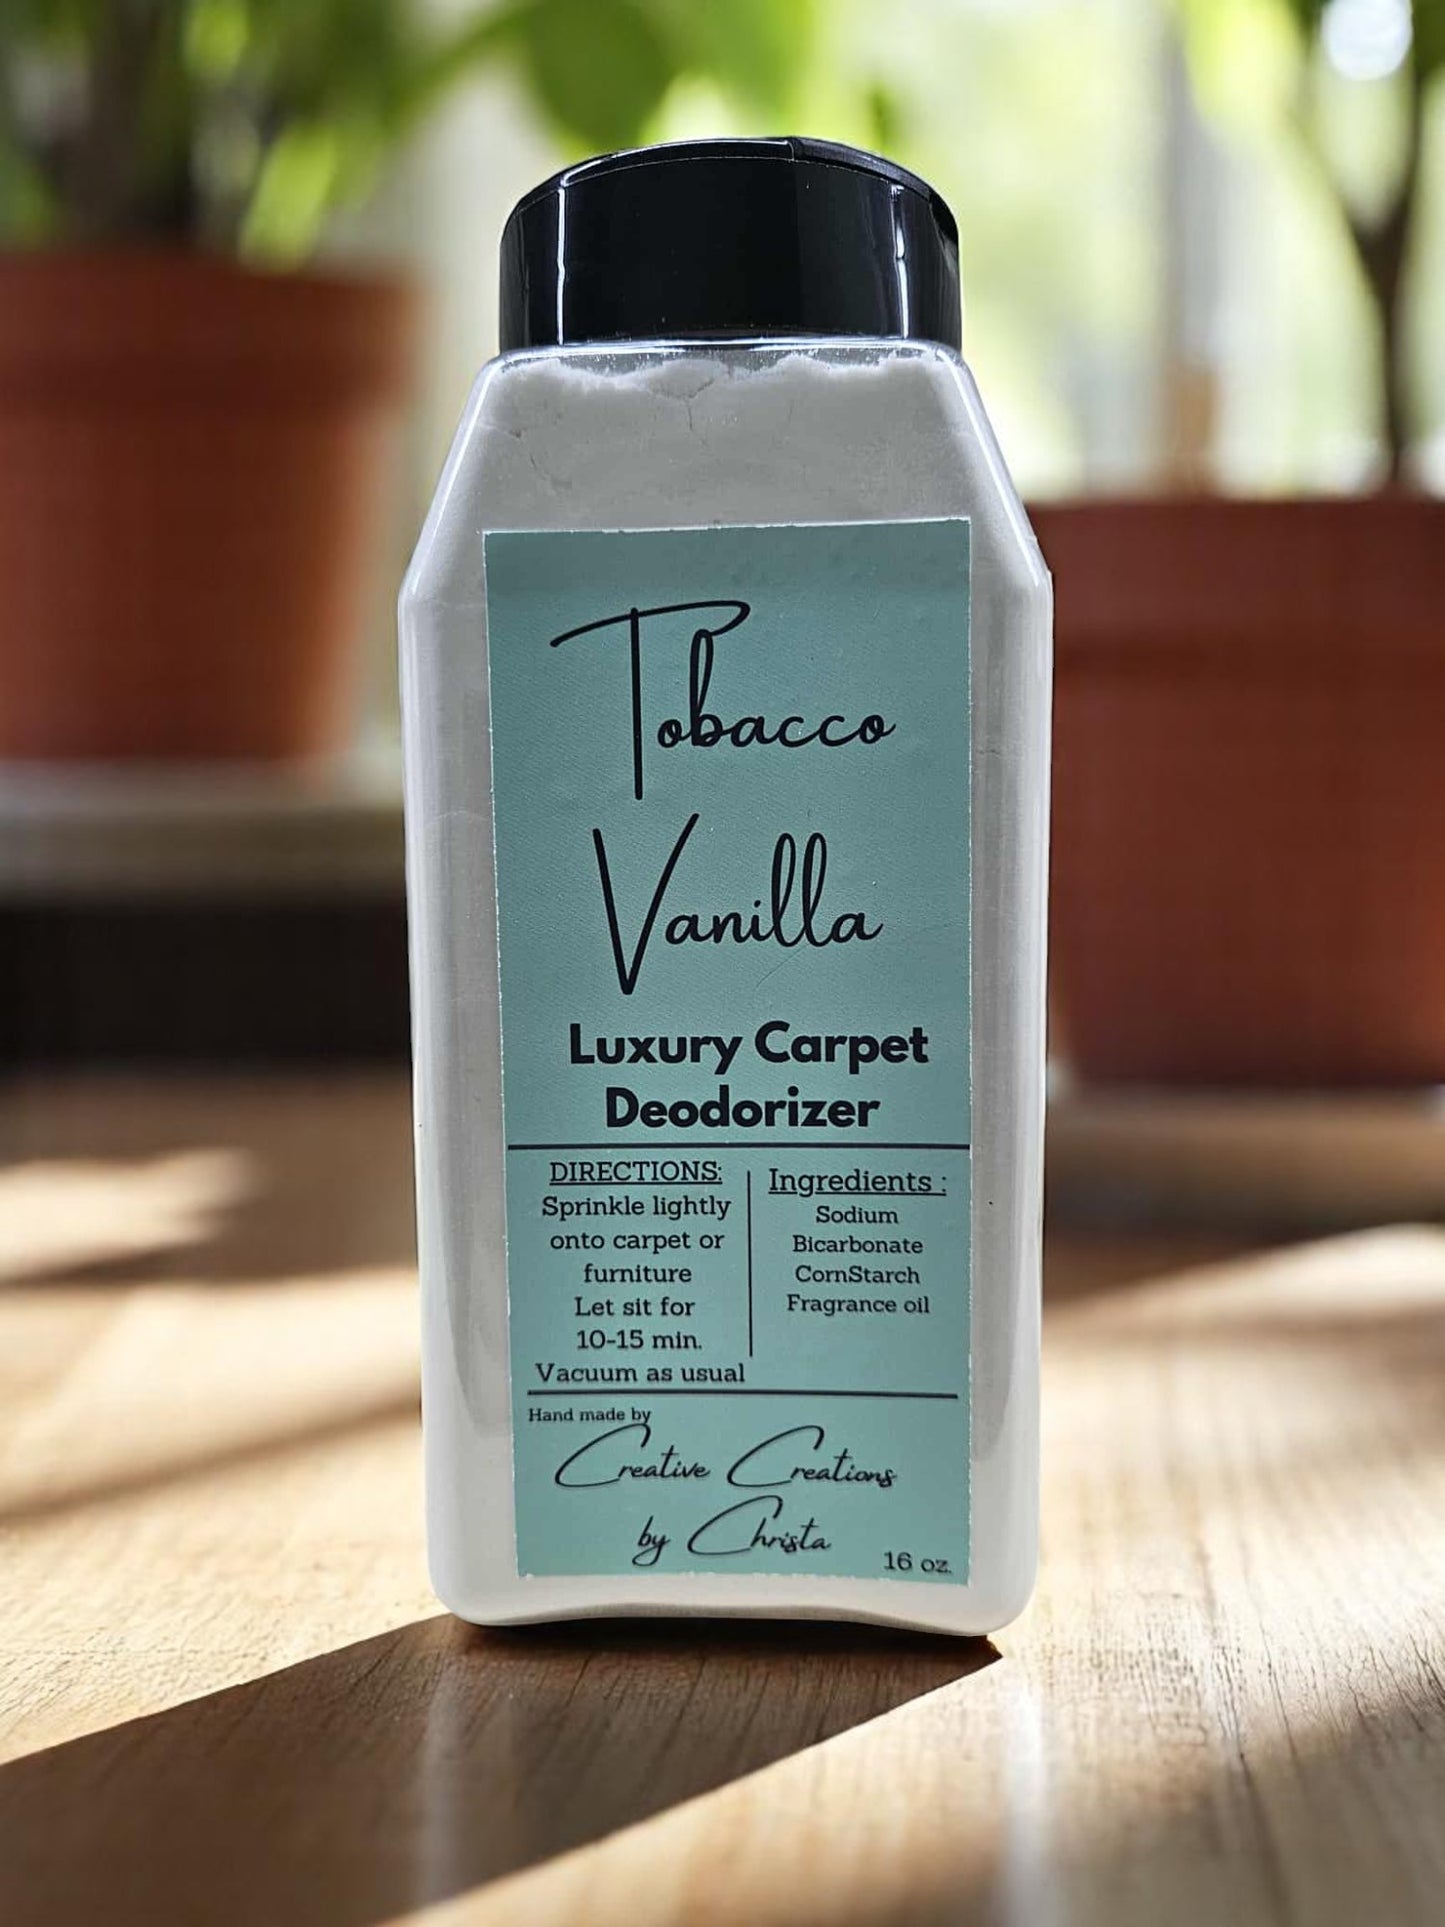 Tobacco
Vanilla
Luxury Carpet
Deodorizer
DIRECTIONS:
Sprinkle lightly
onto carpet or
furniture
Let sit for
10-15 min.
Vacuum as usual
Ingredients :
Sodium
Bicarbonate
CornStarch
Fragrance oil
Hand made by
Creative Creations
by Christa
16 oz.